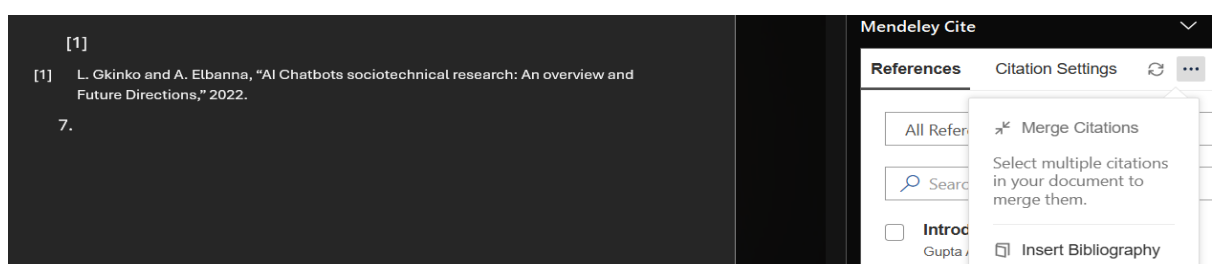 [1]
[1] L. Gkinko and A. Elbanna, “AI Chatbots sociotechnical research: An overview and
Future Directions,” 2022.
7.
Mendeley Cite
References Citation Settings
All Refer
Merge Citations
Select multiple citations
in your document to
merge them.
Searc
Introd
Gupta
Insert Bibliography